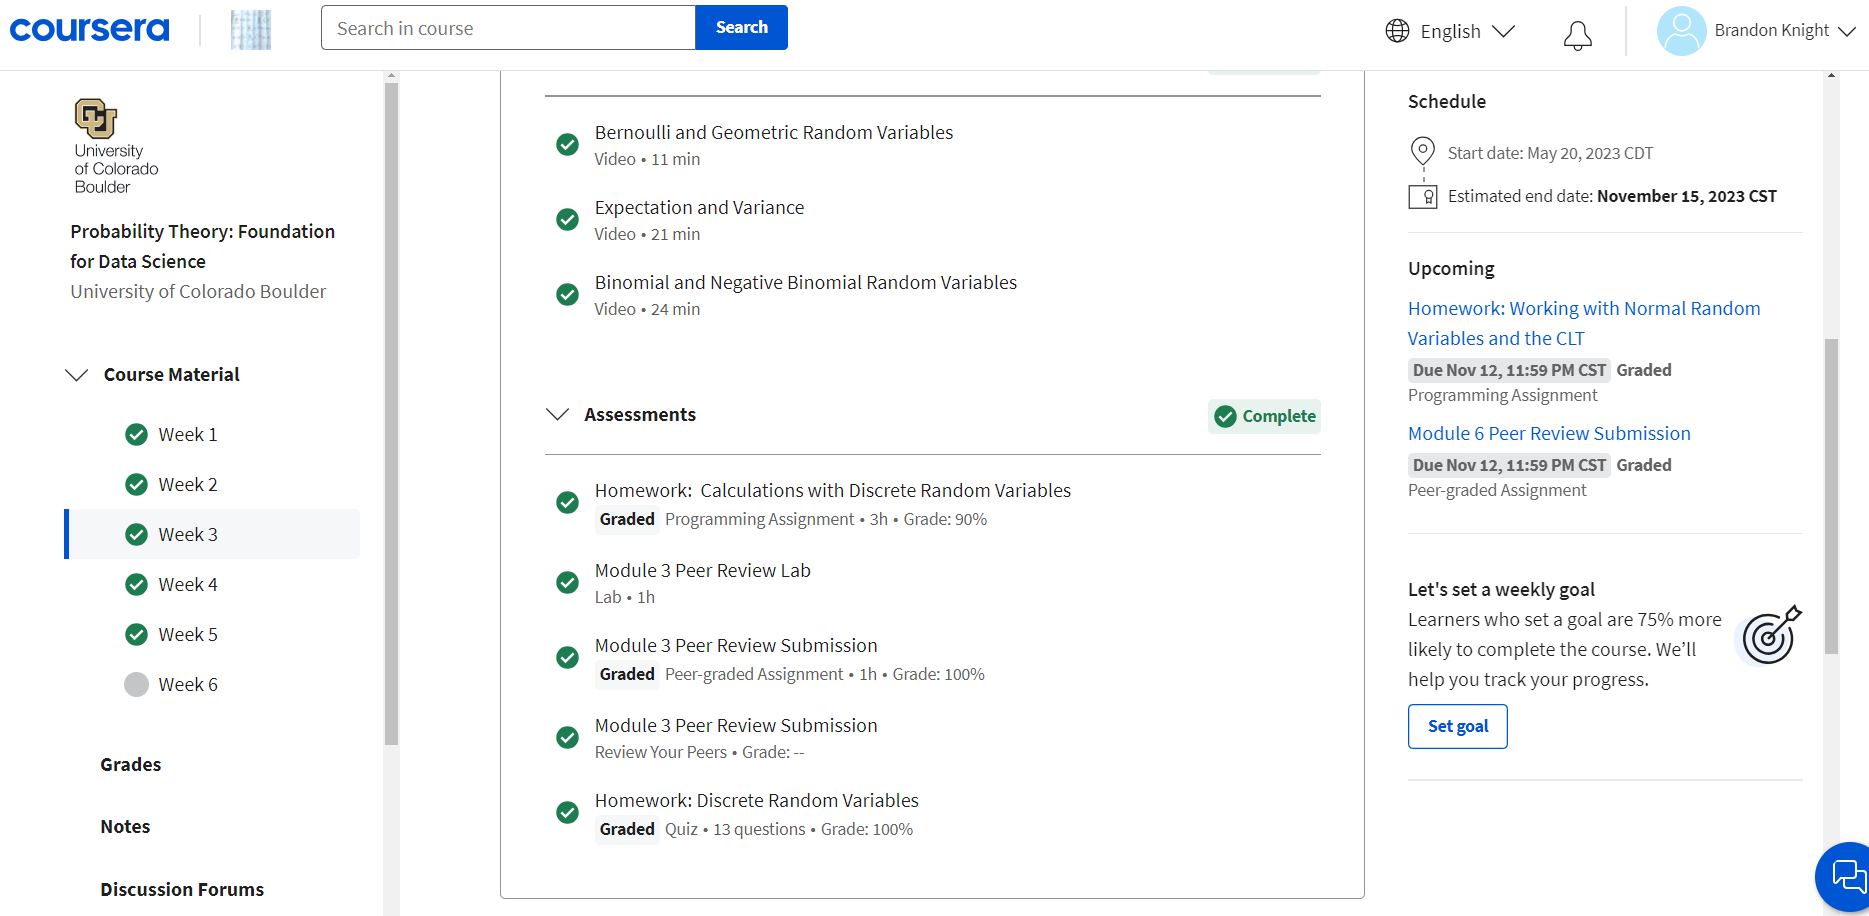 coursera
Search in course
Search
English
Brandon Knight
University
of Colorado
Boulder
Probability Theory: Foundation
for Data Science
University of Colorado Boulder
Course Material
Week 1
Week 2
Week 3
Week 4
Week 5
Week 6
Grades
Notes
Discussion Forums
Bernoulli and Geometric Random Variables
Video • 11 min
Expectation and Variance
Video • 21 min
Binomial and Negative Binomial Random Variables
Video • 24 min
Assessments
Complete
Homework:  Calculations with Discrete Random Variables
Graded Programming Assignment • 3h • Grade: 90%
Module 3 Peer Review Lab
Lab • 1h
Module 3 Peer Review Submission
Graded Peer-graded Assignment • 1h • Grade: 100%
Module 3 Peer Review Submission
Review Your Peers • Grade: --
Homework: Discrete Random Variables
Graded Quiz • 13 questions • Grade: 100%
Schedule
Start date: May 20, 2023 CDT
Estimated end date: November 15, 2023 CST
Upcoming
Homework: Working with Normal Random
Variables and the CLT
Due Nov 12, 11:59 PM CST Graded
Programming Assignment
Module 6 Peer Review Submission
Due Nov 12, 11:59 PM CST Graded
Peer-graded Assignment
Let's set a weekly goal
Learners who set a goal are 75% more
likely to complete the course. We’ll
help you track your progress.
Set goal